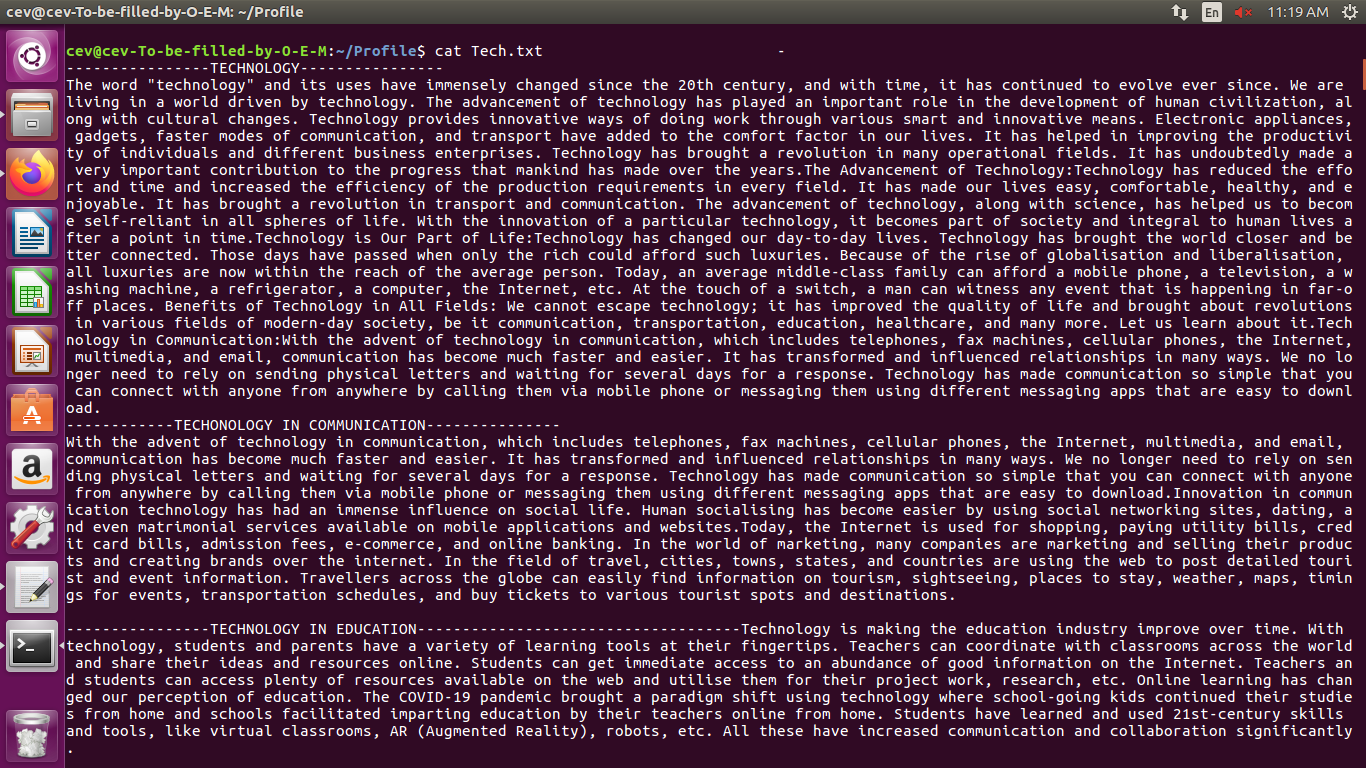 cev@cev-To-be-filled-by-O-E-M: ~/Profile
En
11:19 AM
cev@cev-To-be-filled-by-O-E-M:~/Profile$ cat Tech.txt -
----------------TECHNOLOGY----------------
The word "technology" and its uses have immensely changed since the 20th century, and with time, it has continued to evolve ever since. We are
living in a world driven by technology. The advancement of technology has played an important role in the development of human civilization, al
ong with cultural changes. Technology provides innovative ways of doing work through various smart and innovative means. Electronic appliances,
 gadgets, faster modes of communication, and transport have added to the comfort factor in our lives. It has helped in improving the productivi
ty of individuals and different business enterprises. Technology has brought a revolution in many operational fields. It has undoubtedly made a
 very important contribution to the progress that mankind has made over the years.The Advancement of Technology:Technology has reduced the effo
rt and time and increased the efficiency of the production requirements in every field. It has made our lives easy, comfortable, healthy, and e
njoyable. It has brought a revolution in transport and communication. The advancement of technology, along with science, has helped us to becom
e self-reliant in all spheres of life. With the innovation of a particular technology, it becomes part of society and integral to human lives a
fter a point in time.Technology is Our Part of Life:Technology has changed our day-to-day lives. Technology has brought the world closer and be
tter connected. Those days have passed when only the rich could afford such luxuries. Because of the rise of globalisation and liberalisation,
all luxuries are now within the reach of the average person. Today, an average middle-class family can afford a mobile phone, a television, a w
ashing machine, a refrigerator, a computer, the Internet, etc. At the touch of a switch, a man can witness any event that is happening in far-o
ff places. Benefits of Technology in All Fields: We cannot escape technology; it has improved the quality of life and brought about revolutions
 in various fields of modern-day society, be it communication, transportation, education, healthcare, and many more. Let us learn about it.Tech
nology in Communication:With the advent of technology in communication, which includes telephones, fax machines, cellular phones, the Internet,
 multimedia, and email, communication has become much faster and easier. It has transformed and influenced relationships in many ways. We no lo
nger need to rely on sending physical letters and waiting for several days for a response. Technology has made communication so simple that you
 can connect with anyone from anywhere by calling them via mobile phone or messaging them using different messaging apps that are easy to downl
oad.
------------TECHONOLOGY IN COMMUNICATION---------------
With the advent of technology in communication, which includes telephones, fax machines, cellular phones, the Internet, multimedia, and email,
communication has become much faster and easier. It has transformed and influenced relationships in many ways. We no longer need to rely on sen
ding physical letters and waiting for several days for a response. Technology has made communication so simple that you can connect with anyone
 from anywhere by calling them via mobile phone or messaging them using different messaging apps that are easy to download.Innovation in commun
ication technology has had an immense influence on social life. Human socialising has become easier by using social networking sites, dating, a
nd even matrimonial services available on mobile applications and websites.Today, the Internet is used for shopping, paying utility bills, cred
it card bills, admission fees, e-commerce, and online banking. In the world of marketing, many companies are marketing and selling their produc
ts and creating brands over the internet. In the field of travel, cities, towns, states, and countries are using the web to post detailed touri
st and event information. Travellers across the globe can easily find information on tourism, sightseeing, places to stay, weather, maps, timin
gs for events, transportation schedules, and buy tickets to various tourist spots and destinations.
----------------TECHNOLOGY IN EDUCATION------------------------------------Technology is making the education industry improve over time. With
technology, students and parents have a variety of learning tools at their fingertips. Teachers can coordinate with classrooms across the world
 and share their ideas and resources online. Students can get immediate access to an abundance of good information on the Internet. Teachers an
d students can access plenty of resources available on the web and utilise them for their project work, research, etc. Online learning has chan
ged our perception of education. The COVID-19 pandemic brought a paradigm shift using technology where school-going kids continued their studie
s from home and schools facilitated imparting education by their teachers online from home. Students have learned and used 21st-century skills
and tools, like virtual classrooms, AR (Augmented Reality), robots, etc. All these have increased communication and collaboration significantly
.